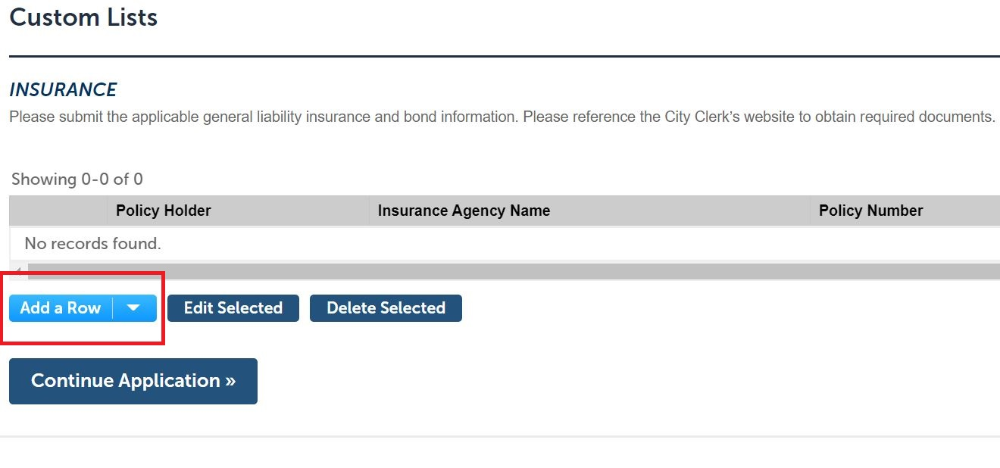 Custom Lists
INSURANCE
Please submit the applicable general liability insurance and bond information. Please reference the City Clerk’s website to obtain required documents.
Showing 0-0 of 0
Policy Holder Insurance Agency Name Policy Number
No records found.
Add a Row Edit Selected Delete Selected
Continue Application »